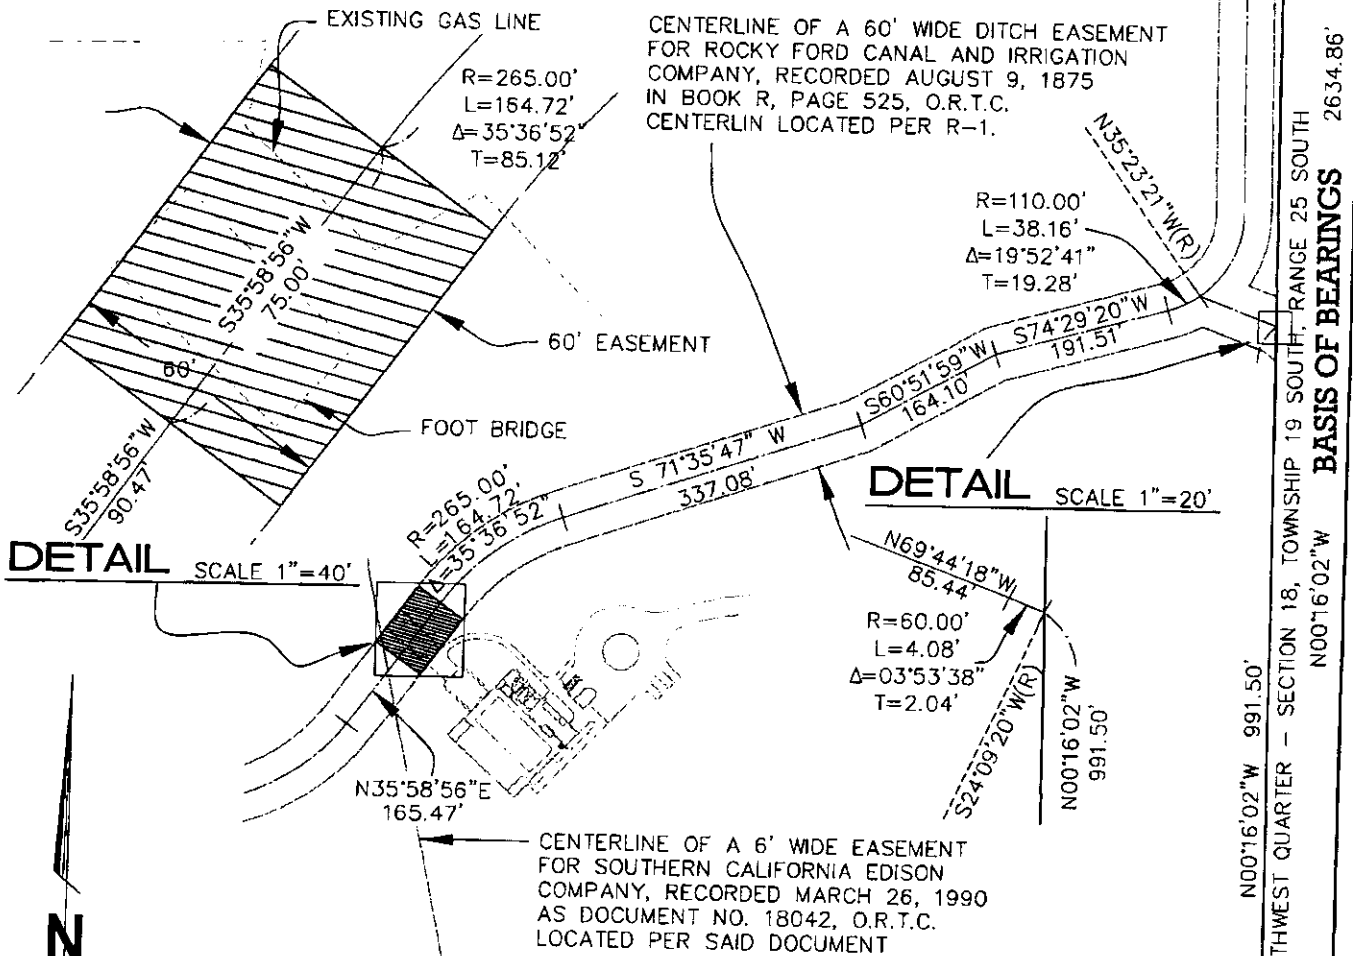 EXISTING GAS LINE
R=265.00'
L=164.72'
Δ=35°36'52"
T=85.12'
CENTERLINE OF A 60' WIDE DITCH EASEMENT
FOR ROCKY FORD CANAL AND IRRIGATION
COMPANY, RECORDED AUGUST 9, 1875
IN BOOK R, PAGE 525, O.R.T.C.
CENTERLIN LOCATED PER R-1.
N35°23'21"W(R)
R=110.00'
L=38.16'
Δ=19°52'41"
T=19.28'
S35°58'56"W
75.00'
60'
60' EASEMENT
FOOT BRIDGE
S35°58'56"W
90.47'
DETAIL SCALE 1"=40'
R=265.00'
L=164.72'
Δ=35°36'52"
S 71°35'47" W
337.08'
S60°51'59"W
164.10'
S74°29'20"W
191.51'
DETAIL SCALE 1"=20'
N69°44'18"W
85.44'
R=60.00'
L=4.08'
Δ=03°53'38"
T=2.04'
S24°09'20"W(R)
N00°16'02"W
991.50'
N35°58'56"E
165.47'
CENTERLINE OF A 6' WIDE EASEMENT
FOR SOUTHERN CALIFORNIA EDISON
COMPANY, RECORDED MARCH 26, 1990
AS DOCUMENT NO. 18042, O.R.T.C.
LOCATED PER SAID DOCUMENT
N
N00°16'02"W 991.50'
THWEST QUARTER - SECTION 18, TOWNSHIP 19 SOUTH, RANGE 25 SOUTH
BASIS OF BEARINGS
N00°16'02"W 2634.86'